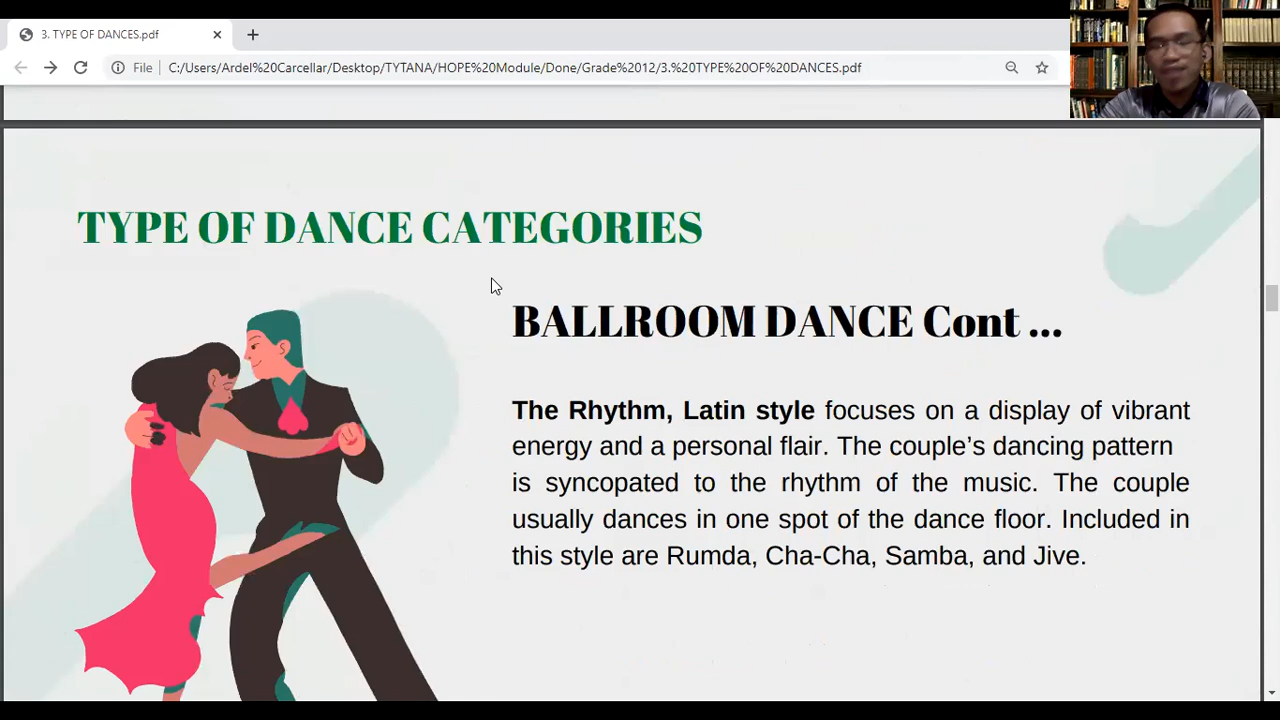 3. TYPE OF DANCES.pdf
File
C:/Users/Ardel%20Carcellar/Desktop/TYTANA/HOPE%20Module/Done/Grade%2012/3.%20TYPE%20OF%20DANCES.pdf
TYPE OF DANCE CATEGORIES
BALLROOM DANCE Cont ...
The Rhythm, Latin style focuses on a display of vibrant
energy and a personal flair. The couple’s dancing pattern
is syncopated to the rhythm of the music. The couple
usually dances in one spot of the dance floor. Included in
this style are Rumda, Cha-Cha, Samba, and Jive.